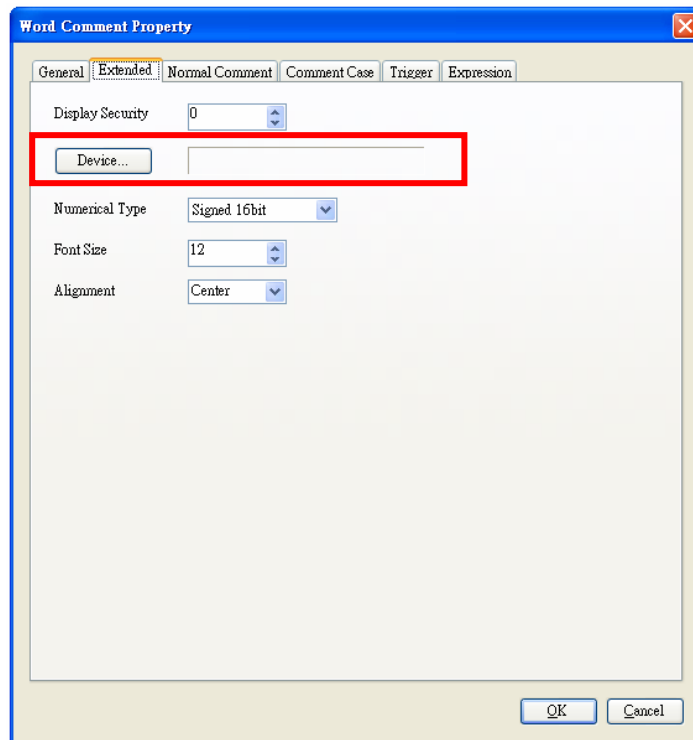 Word Comment Property
General Extended Normal Comment Comment Case Trigger Expression
Display Security 0
Device...
Numerical Type Signed 16bit
Font Size 12
Alignment Center
OK Cancel